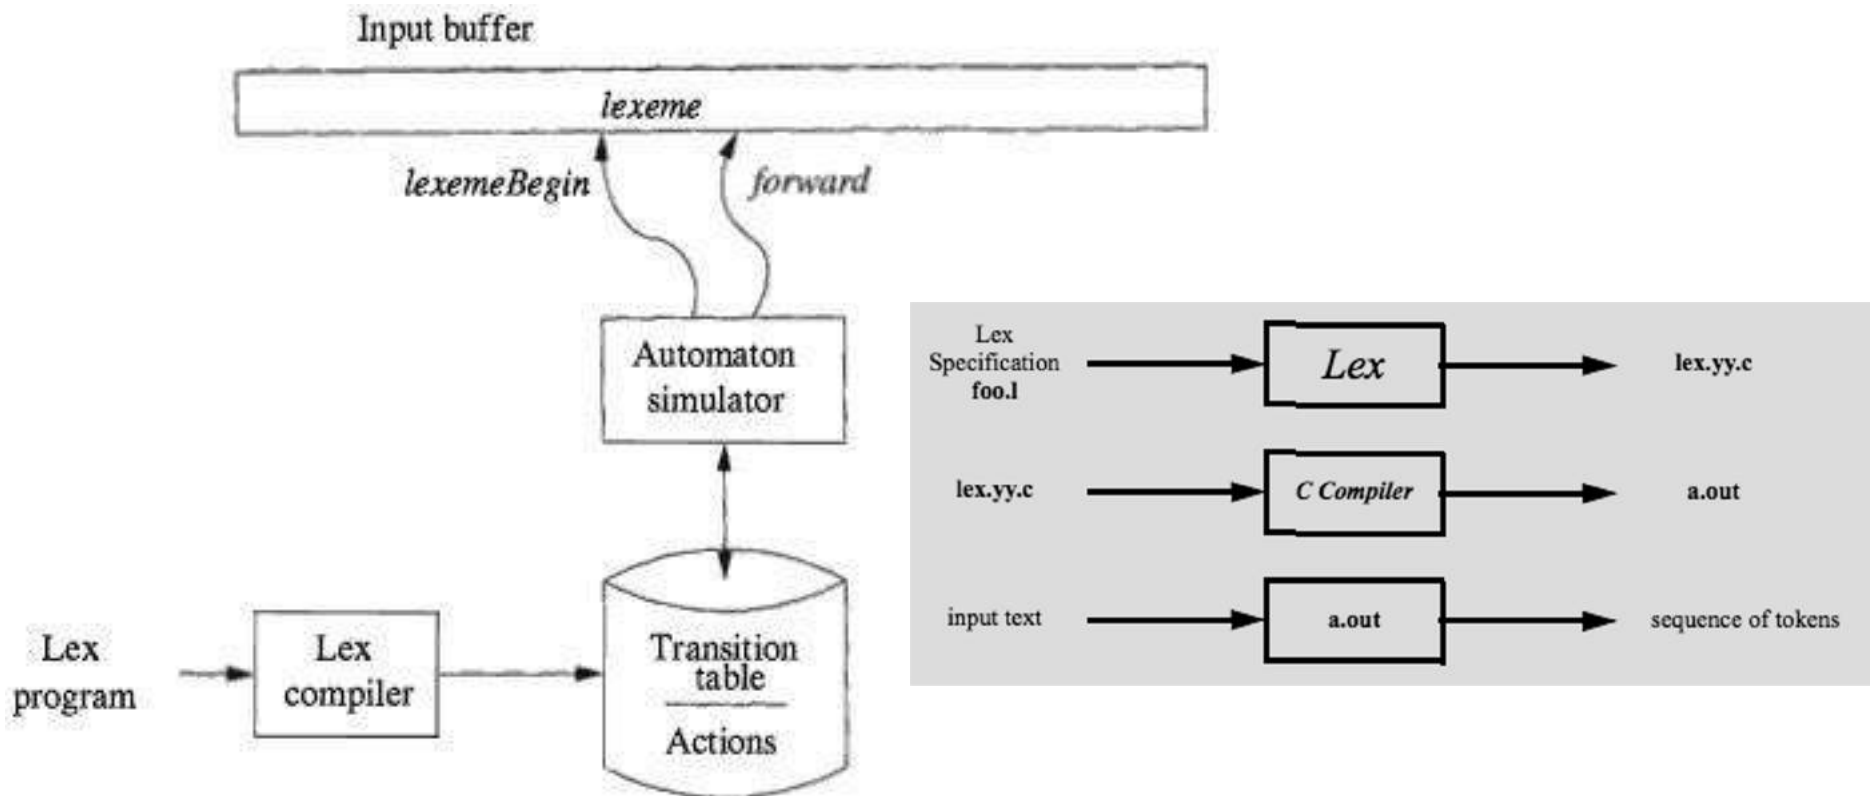 Input buffer
lexeme
lexemeBegin
forward
Automaton
simulator
Lex
program
Lex
compiler
Transition
table
Actions
Lex
Specification
foo.l
Lex
lex.yy.c
lex.yy.c
C Compiler
a.out
input text
a.out
sequence of tokens